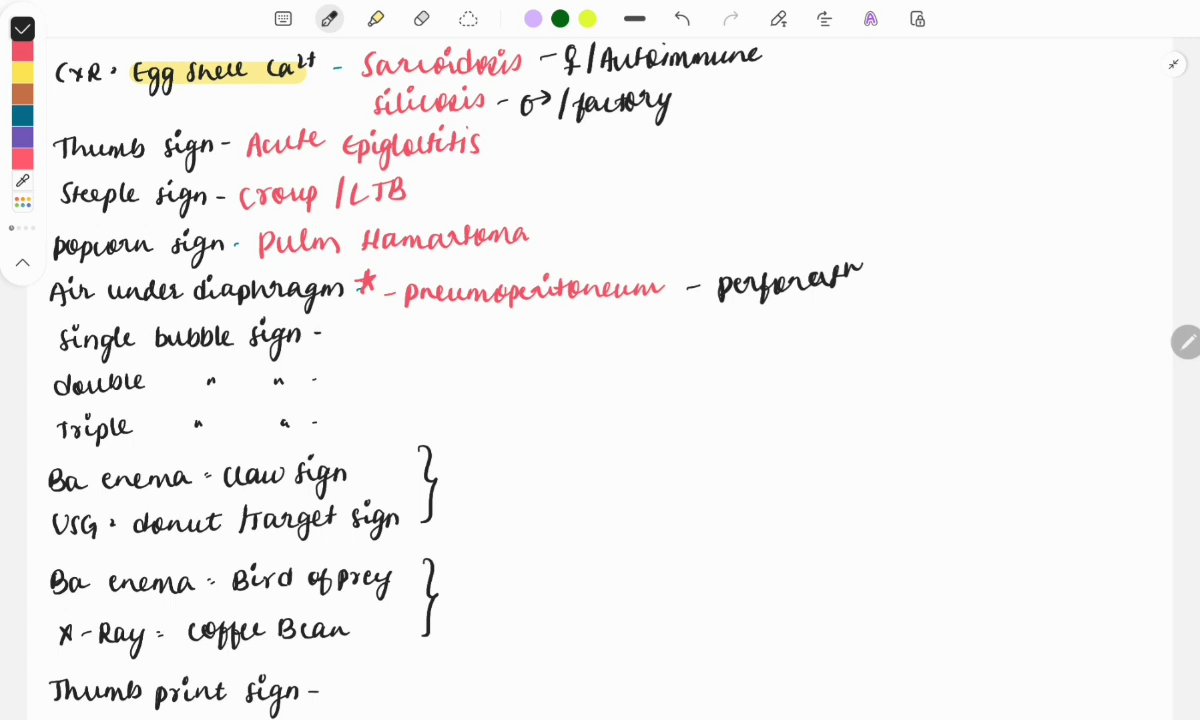 CXR: Egg shell Ca2+ - Sarcoidosis - ♀ / Autoimmune
Silicosis - ♂ / factory
Thumb sign - Acute Epiglottitis
Steeple sign - Croup / LTB
Popcorn sign - Pulm Hamartoma
Air under diaphragm * - pneumoperitoneum - perforatn
Single bubble sign -
double " " -
Triple " " -
Ba enema : Claw sign }
USG : donut / target sign
Ba enema : Bird of prey }
X-Ray : Coffee Bean
Thumb print sign -